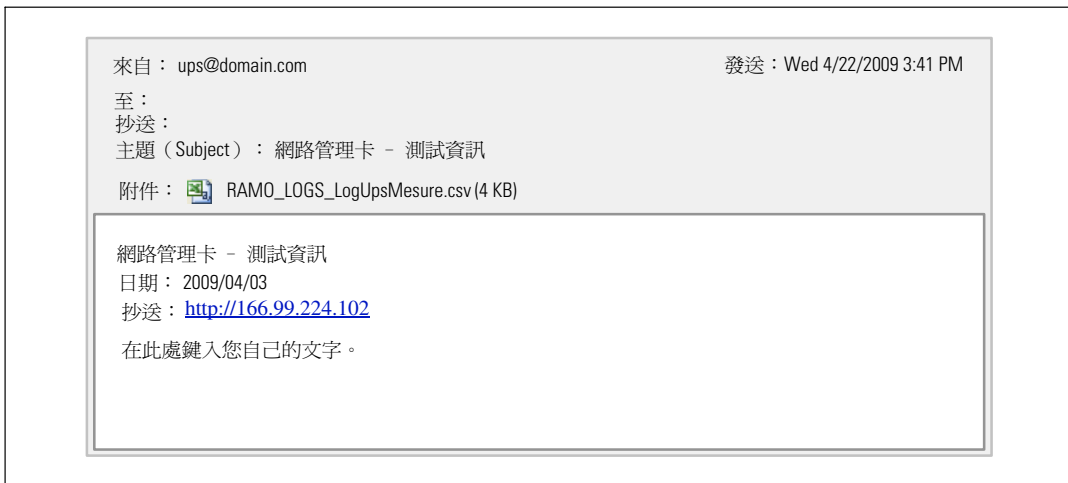 來自： ups@domain.com 發送：Wed 4/22/2009 3:41 PM
至：
抄送：
主題（Subject）： 網路管理卡 – 測試資訊
附件： RAMO_LOGS_LogUpsMesure.csv (4 KB)
網路管理卡 – 測試資訊
日期： 2009/04/03
抄送： http://166.99.224.102
在此處鍵入您自己的文字。